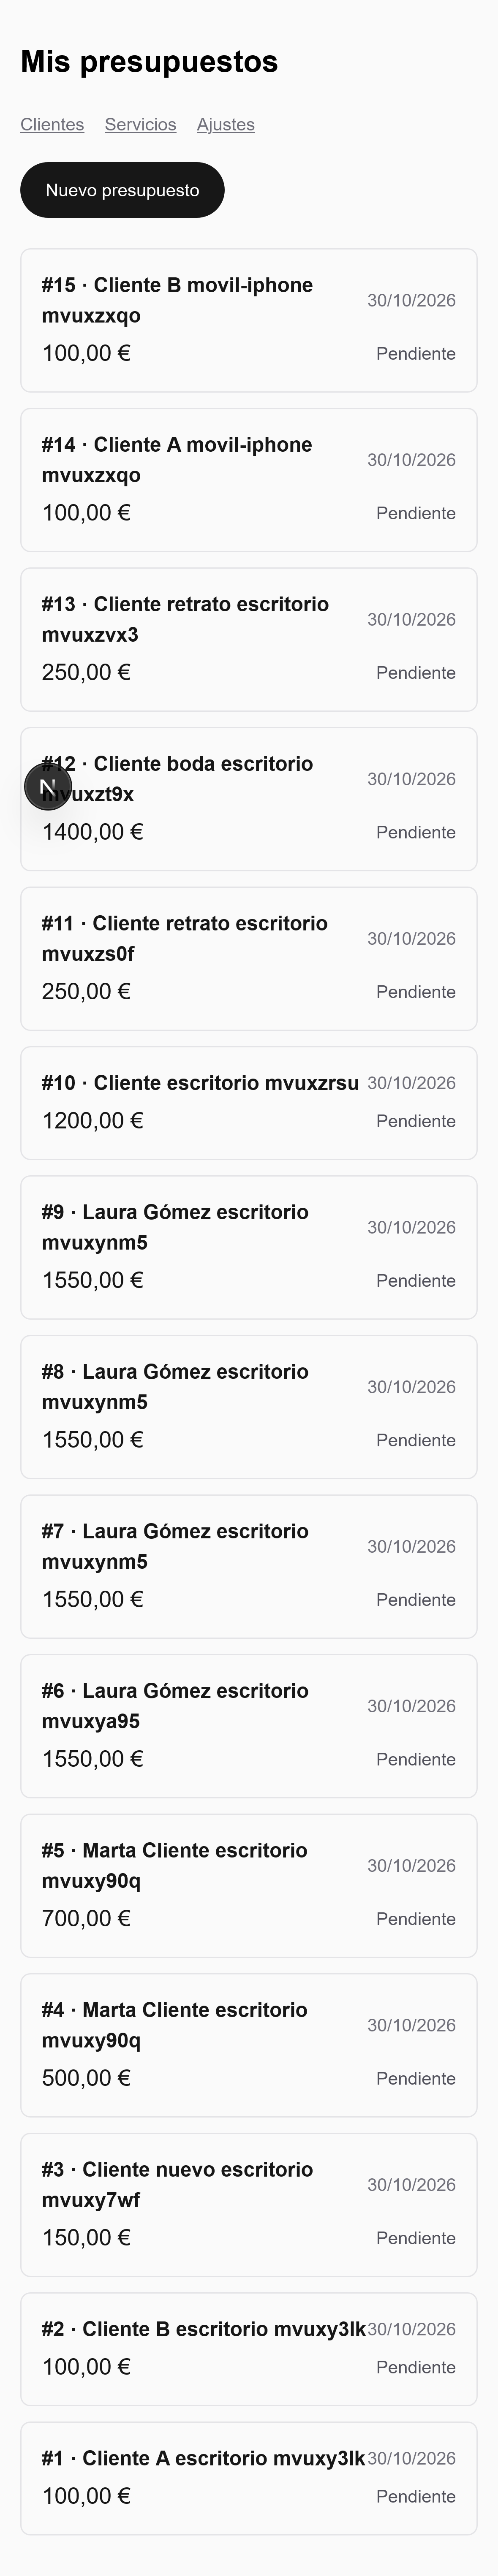 Mis presupuestos
Clientes Servicios Ajustes
Nuevo presupuesto
#15 · Cliente B movil-iphone
mvuxzxqo
30/10/2026
100,00 €
Pendiente
#14 · Cliente A movil-iphone
mvuxzxqo
30/10/2026
100,00 €
Pendiente
#13 · Cliente retrato escritorio
mvuxzvx3
30/10/2026
250,00 €
Pendiente
#12 · Cliente boda escritorio
mvuxzt9x
30/10/2026
N
1400,00 €
Pendiente
#11 · Cliente retrato escritorio
mvuxzs0f
30/10/2026
250,00 €
Pendiente
#10 · Cliente escritorio mvuxzrsu 30/10/2026
1200,00 €
Pendiente
#9 · Laura Gómez escritorio
mvuxynm5
30/10/2026
1550,00 €
Pendiente
#8 · Laura Gómez escritorio
mvuxynm5
30/10/2026
1550,00 €
Pendiente
#7 · Laura Gómez escritorio
mvuxynm5
30/10/2026
1550,00 €
Pendiente
#6 · Laura Gómez escritorio
mvuxya95
30/10/2026
1550,00 €
Pendiente
#5 · Marta Cliente escritorio
mvuxy90q
30/10/2026
700,00 €
Pendiente
#4 · Marta Cliente escritorio
mvuxy90q
30/10/2026
500,00 €
Pendiente
#3 · Cliente nuevo escritorio
mvuxy7wf
30/10/2026
150,00 €
Pendiente
#2 · Cliente B escritorio mvuxy3lk 30/10/2026
100,00 €
Pendiente
#1 · Cliente A escritorio mvuxy3lk 30/10/2026
100,00 €
Pendiente